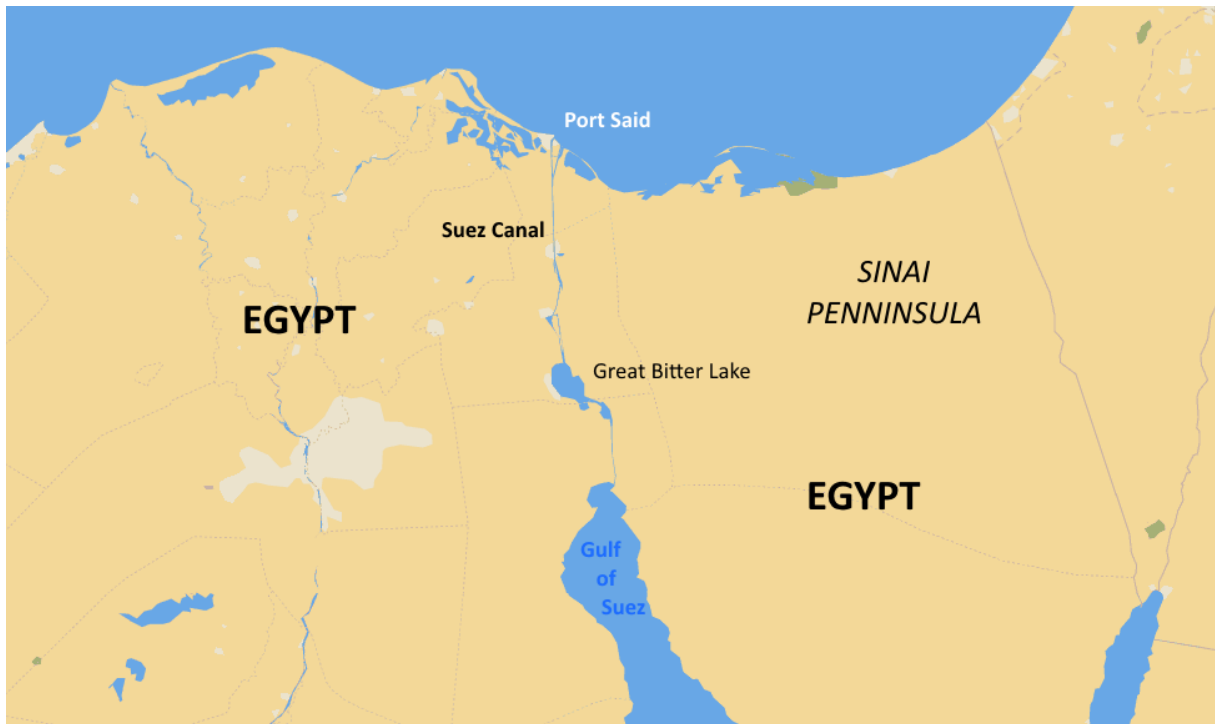 Port Said
Suez Canal
SINAI
PENNINSULA
EGYPT
Great Bitter Lake
EGYPT
Gulf
of
Suez